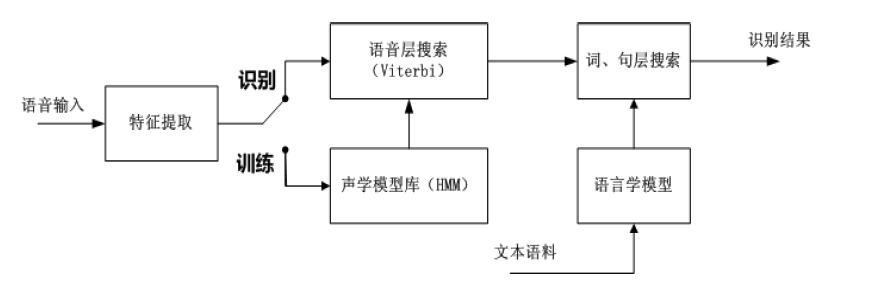 语音输入
特征提取
识别
训练
语音层搜索
（Viterbi）
声学模型库（HMM）
词、句层搜索
语言学模型
文本语料
识别结果